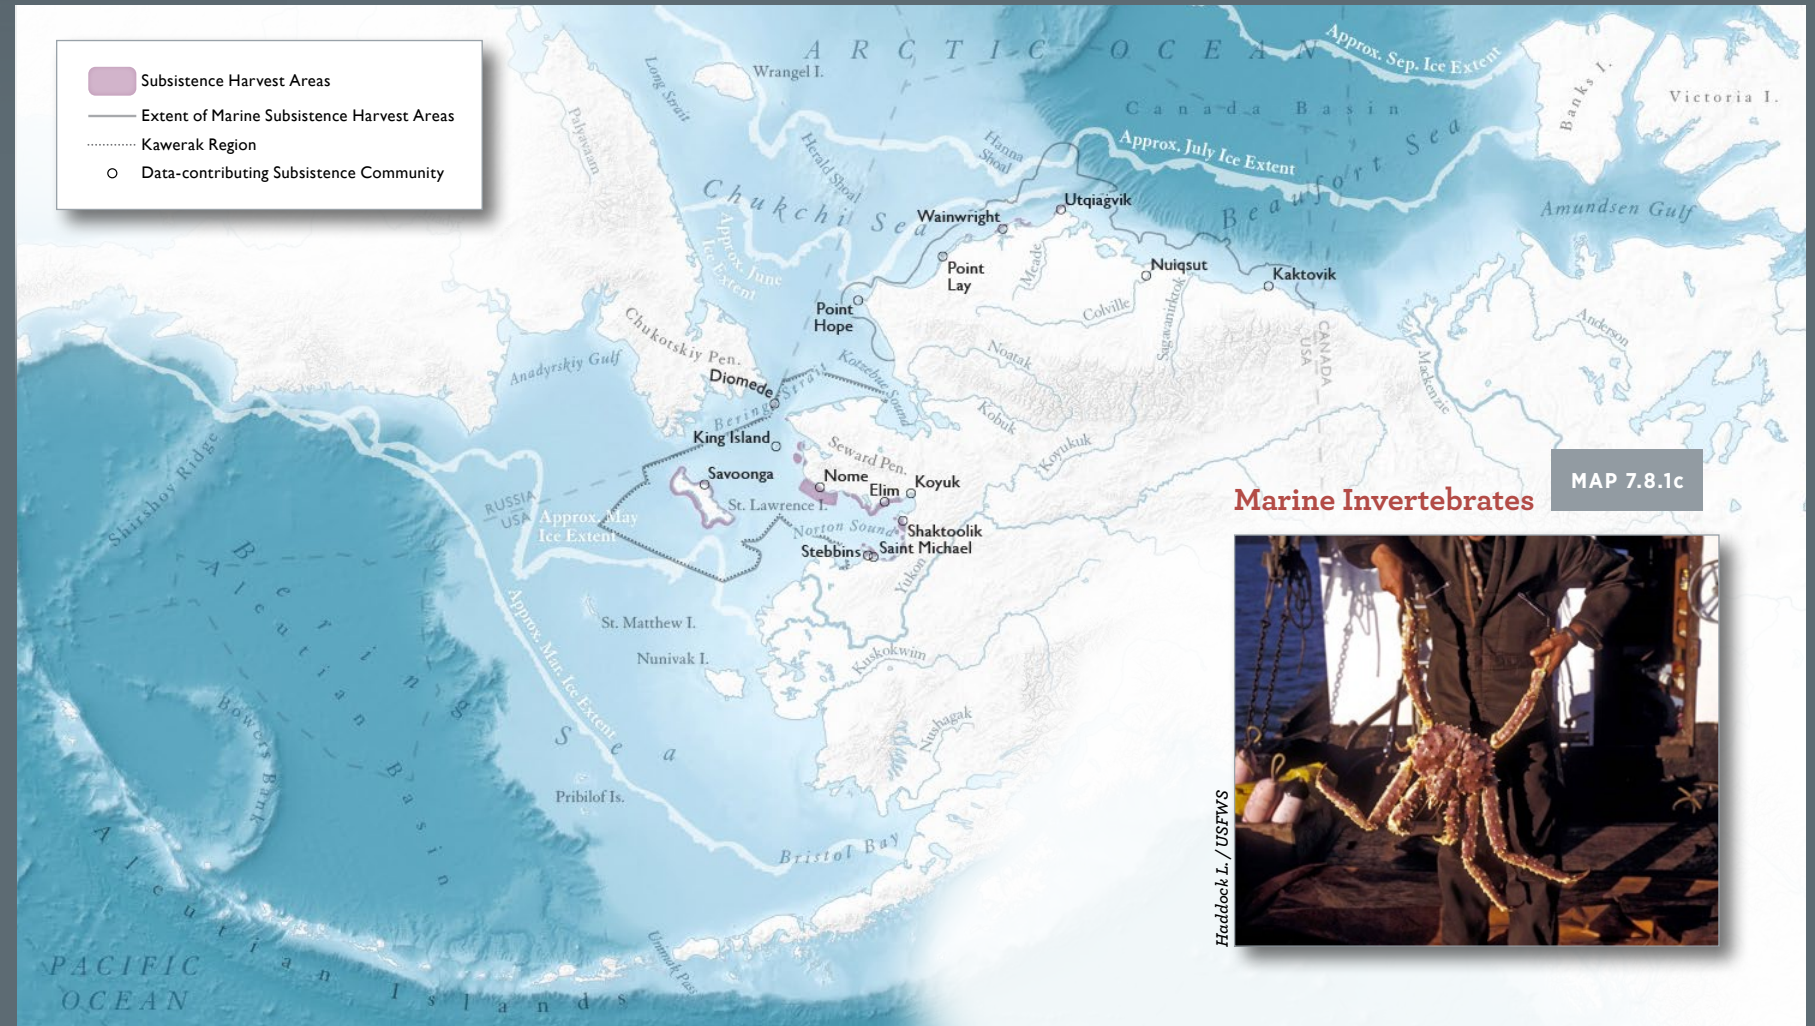 Subsistence Harvest Areas
Extent of Marine Subsistence Harvest Areas
Kawerak Region
Data-contributing Subsistence Community
ARCTIC OCEAN
Approx. Sep. Ice Extent
Wrangel I.
Long Strait
Palyavaam
Banks I.
Victoria I.
Canada Basin
Hanna
Shoal
Herald Shoal
Approx. July Ice Extent
Beaufort Sea
Amundsen Gulf
Chukchi Sea
Approx. June
Ice Extent
Utqiaġvik
Wainwright
Point
Lay
Meade
Nuiqsut
Kaktovik
Point
Hope
Colville
Sagavanirktok
CANADA
USA
Mackenzie
Anderson
Chukotskiy Pen.
Anadyrskiy Gulf
Kotzebue
Sound
Noatak
Diomede
Bering Strait
Kobuk
Koyukuk
King Island
Seward Pen.
Savoonga
Nome
Elim
Koyuk
St. Lawrence I.
RUSSIA
USA
Approx. May
Ice Extent
Norton Sound
Shaktoolik
Stebbins
Saint Michael
Yukon
Shirshov Ridge
Bering
Sea
Aleutian Basin
Approx. Mar. Ice Extent
St. Matthew I.
Nunivak I.
Kuskokwim
Nushagak
Bowers Bank
Pribilof Is.
Bristol Bay
Aleutian Islands
Umnak Pass
PACIFIC
OCEAN
MAP 7.8.1c
Marine Invertebrates
Haddock L. / USFWS